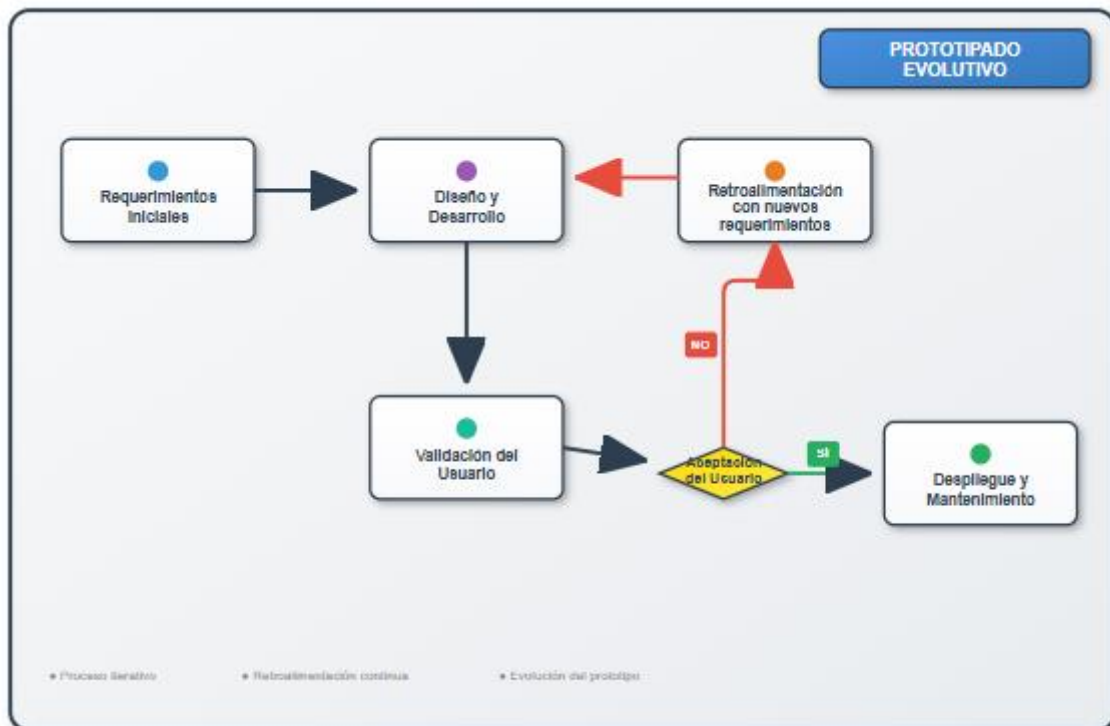 PROTOTIPADO
EVOLUTIVO
Requerimientos
Iniciales
Diseño y
Desarrollo
Retroalimentación
con nuevos
requerimientos
NO
Validación del
Usuario
Aceptación
del Usuario
SI
Despliegue y
Mantenimiento
● Proceso iterativo
● Retroalimentación continua
● Evolución del prototipo